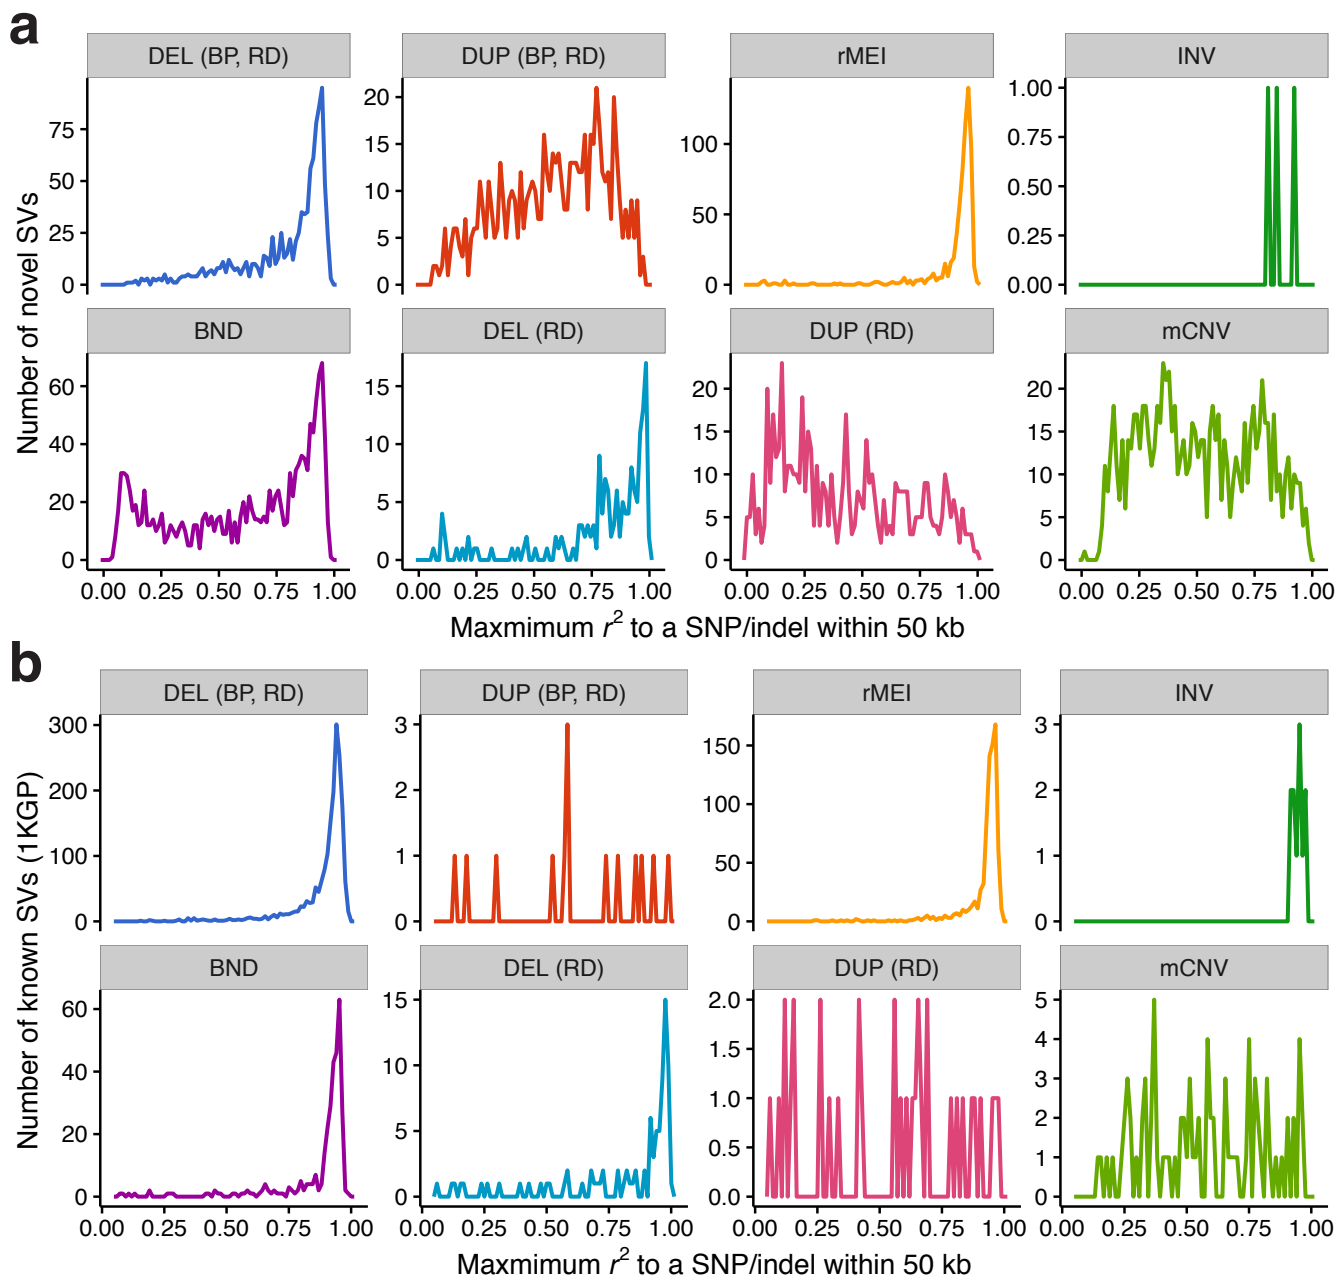 a
DEL (BP, RD)
DUP (BP, RD)
rMEI
INV
75
50
25
0
20
15
10
5
0
100
50
0
1.00
0.75
0.50
0.25
0.00
Number of novel SVs
BND
DEL (RD)
DUP (RD)
mCNV
60
40
20
0
15
10
5
0
20
15
10
5
0
20
15
10
5
0
0.00 0.25 0.50 0.75 1.00
0.00 0.25 0.50 0.75 1.00
0.00 0.25 0.50 0.75 1.00
0.00 0.25 0.50 0.75 1.00
Maxmimum r² to a SNP/indel within 50 kb
b
DEL (BP, RD)
DUP (BP, RD)
rMEI
INV
300
200
100
0
3
2
1
0
150
100
50
0
3
2
1
0
Number of known SVs (1KGP)
BND
DEL (RD)
DUP (RD)
mCNV
60
40
20
0
15
10
5
0
2.0
1.5
1.0
0.5
0.0
5
4
3
2
1
0
0.00 0.25 0.50 0.75 1.00
0.00 0.25 0.50 0.75 1.00
0.00 0.25 0.50 0.75 1.00
0.00 0.25 0.50 0.75 1.00
Maxmimum r² to a SNP/indel within 50 kb